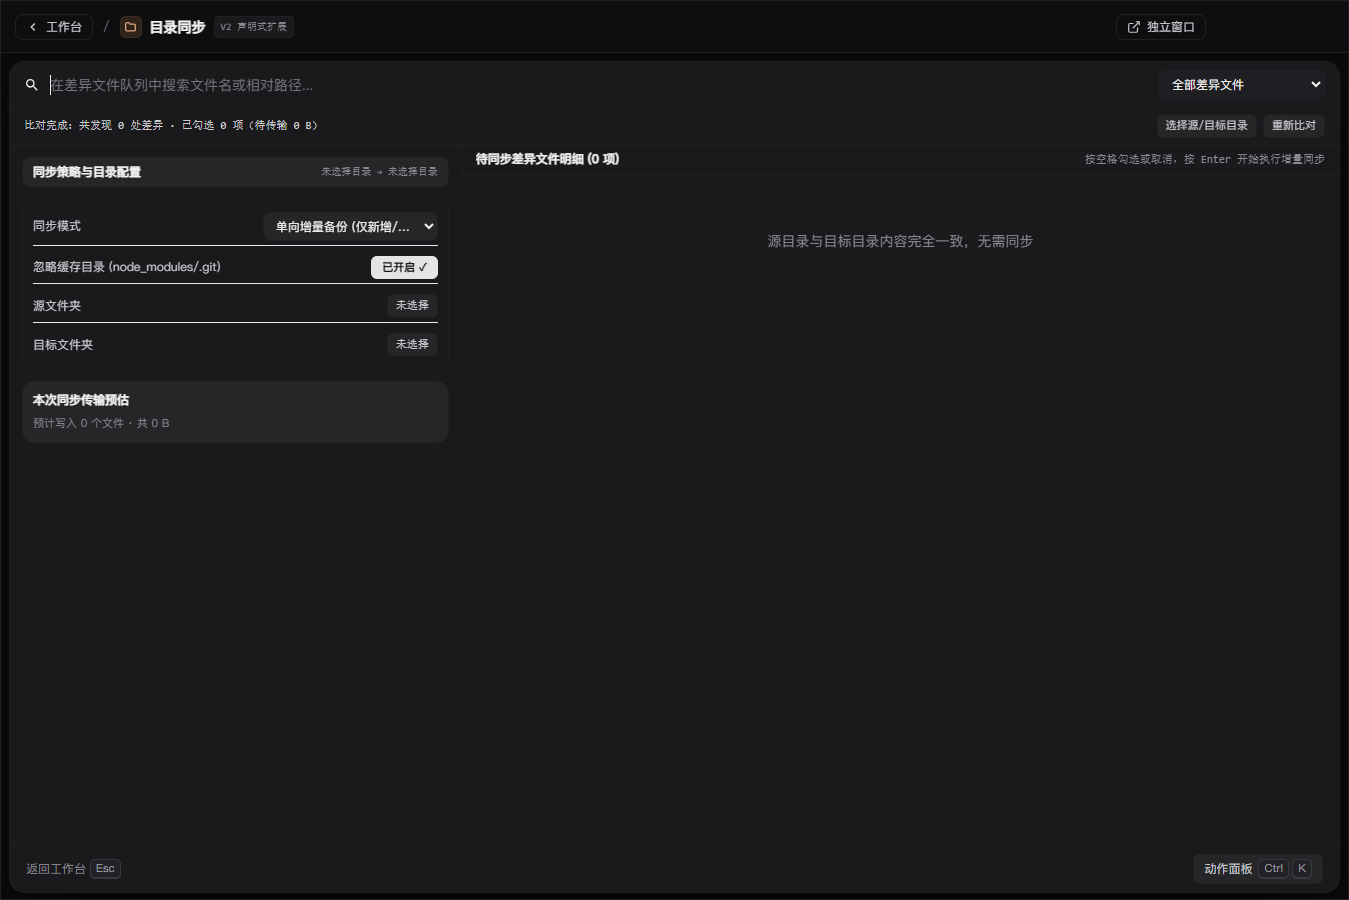 工作台 / 目录同步 V2 声明式扩展 独立窗口
在差异文件队列中搜索文件名或相对路径... 全部差异文件
比对完成: 共发现 0 处差异 · 已勾选 0 项 (待传输 0 B) 选择源/目标目录 重新比对
同步策略与目录配置 未选择目录 → 未选择目录
同步模式 单向增量备份 (仅新增/...
忽略缓存目录 (node_modules/.git) 已开启 ✓
源文件夹 未选择
目标文件夹 未选择
本次同步传输预估
预计写入 0 个文件 · 共 0 B
待同步差异文件明细 (0 项) 按空格勾选或取消，按 Enter 开始执行增量同步
源目录与目标目录内容完全一致，无需同步
返回工作台 Esc 动作面板 Ctrl K